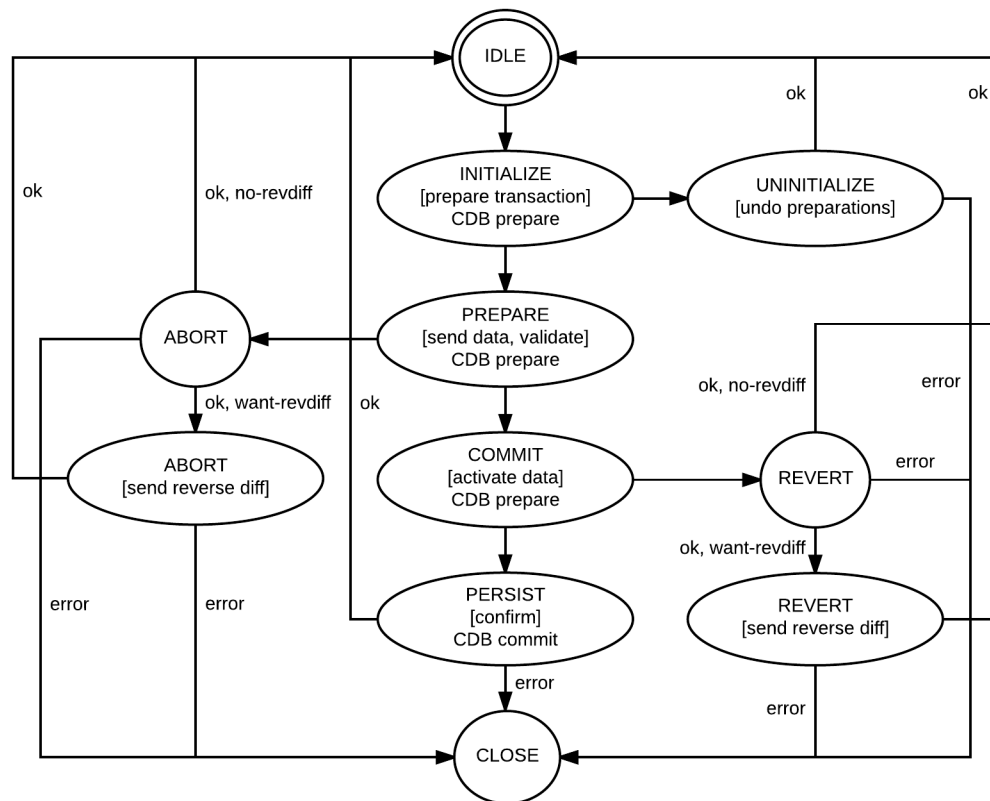 IDLE
ok
ok
INITIALIZE
[prepare transaction]
CDB prepare
UNINITIALIZE
[undo preparations]
ok
ok, no-revdiff
PREPARE
[send data, validate]
CDB prepare
ABORT
ok, no-revdiff
error
ok, want-revdiff
ok
COMMIT
[activate data]
CDB prepare
ABORT
[send reverse diff]
REVERT
error
ok, want-revdiff
error
error
PERSIST
[confirm]
CDB commit
REVERT
[send reverse diff]
error
error
CLOSE